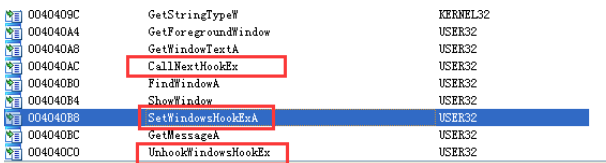 0040409C GetStringTypeW KERNEL32
004040A4 GetForegroundWindow USER32
004040A8 GetWindowTextA USER32
004040AC CallNextHookEx USER32
004040B0 FindWindowA USER32
004040B4 ShowWindow USER32
004040B8 SetWindowsHookExA USER32
004040BC GetMessageA USER32
004040C0 UnhookWindowsHookEx USER32